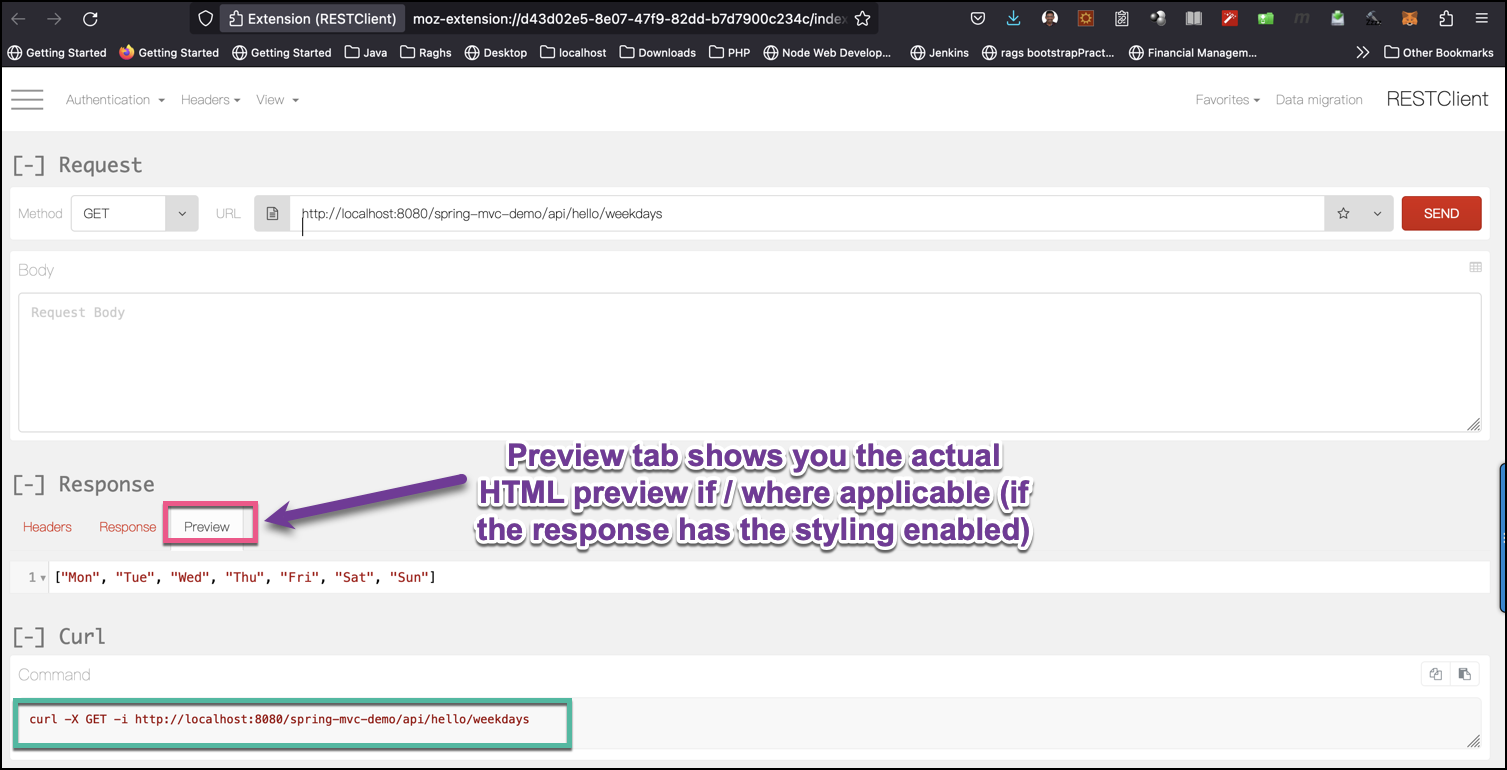 Extension (RESTClient) moz-extension://d43d02e5-8e07-47f9-82dd-b7d7900c234c/index
Getting Started Getting Started Getting Started Java Raghs Desktop localhost Downloads PHP Node Web Develop... Jenkins rags bootstrapPract... Financial Managem... Other Bookmarks
Authentication Headers View Favorites Data migration RESTClient
[-] Request
Method GET URL http://localhost:8080/spring-mvc-demo/api/hello/weekdays SEND
Body
Request Body
Preview tab shows you the actual
HTML preview if / where applicable (if
the response has the styling enabled)
[-] Response
Headers Response Preview
1 ["Mon", "Tue", "Wed", "Thu", "Fri", "Sat", "Sun"]
[-] Curl
Command
curl -X GET -i http://localhost:8080/spring-mvc-demo/api/hello/weekdays